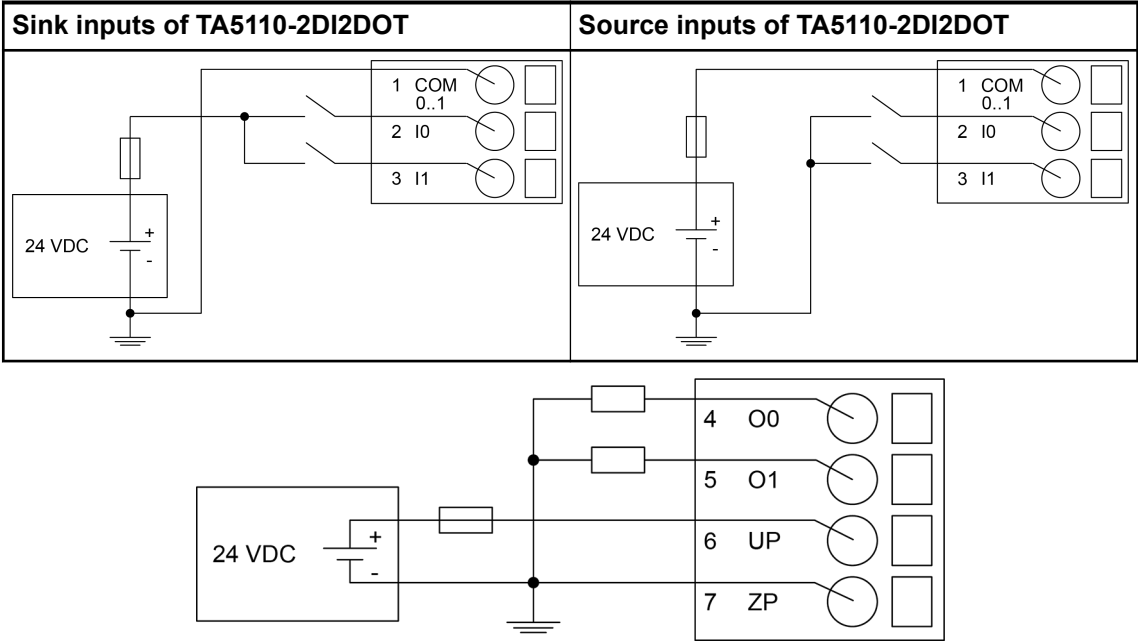 Sink inputs of TA5110-2DI2DOT
Source inputs of TA5110-2DI2DOT
1 COM
0..1
2 I0
3 I1
24 VDC
+
-
1 COM
0..1
2 I0
3 I1
24 VDC
+
-
4 O0
5 O1
6 UP
7 ZP
24 VDC
+
-